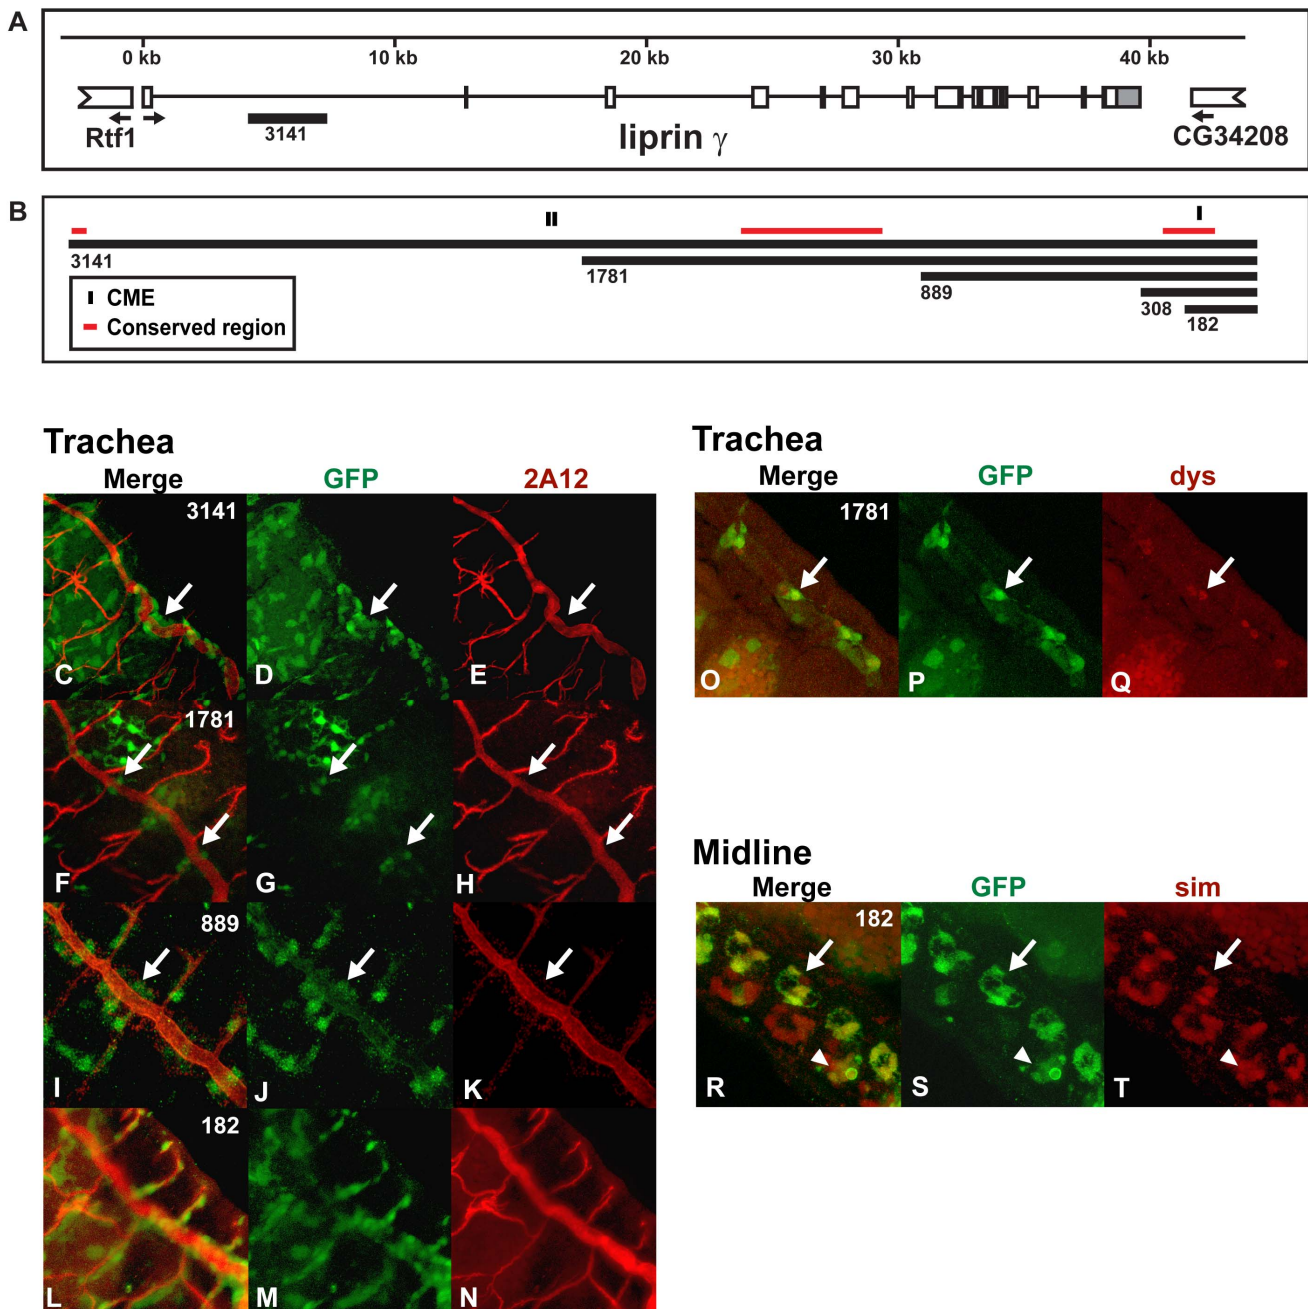 A
0 kb 10 kb 20 kb 30 kb 40 kb
Rtf1 3141 liprin γ CG34208
B
3141 1781 889 308 182
CME
Conserved region
Trachea
Merge GFP 2A12
3141
C D E
1781
F G H
889
I J K
182
L M N
Trachea
Merge GFP dys
1781
O P Q
Midline
Merge GFP sim
182
R S T